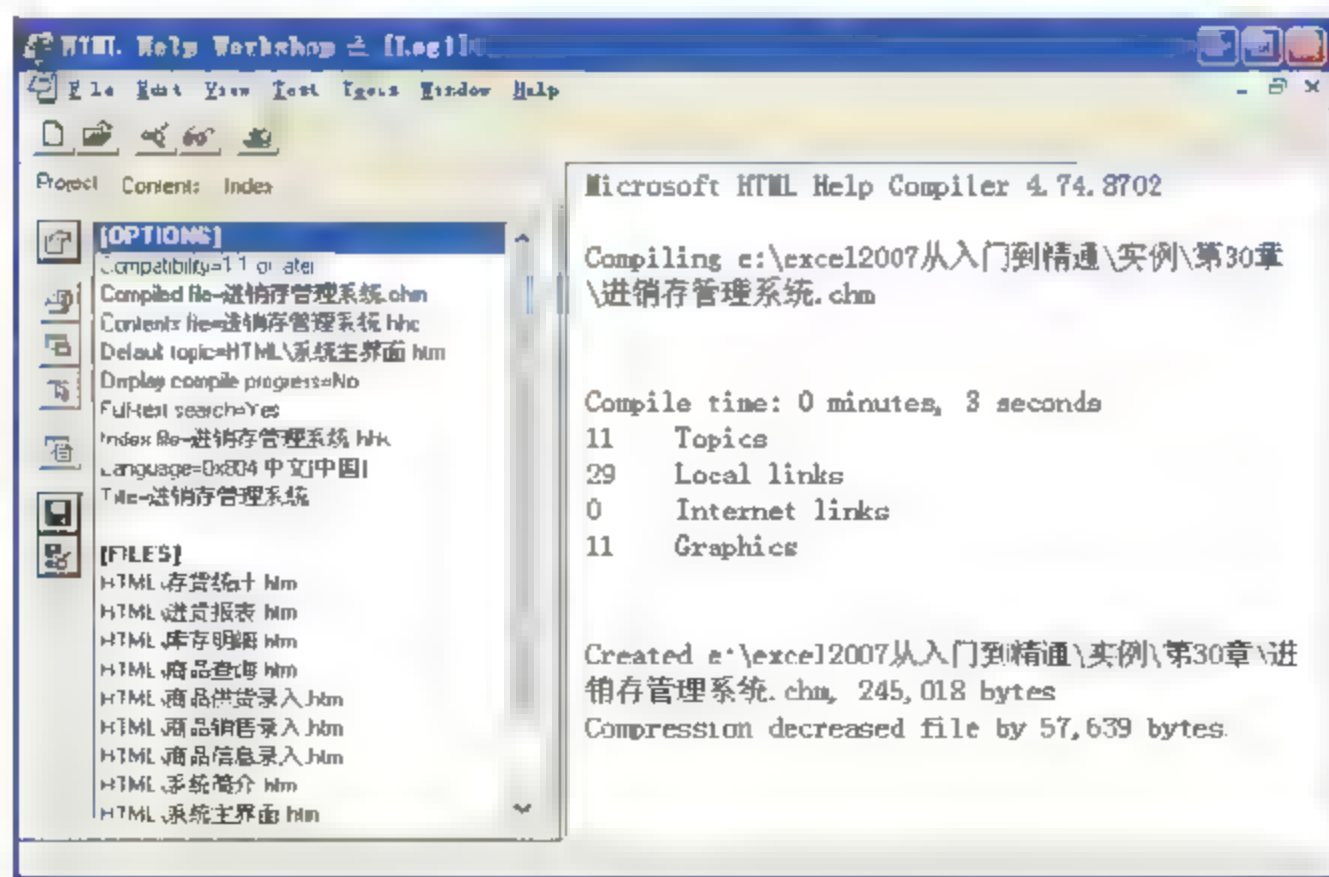 HTML Help Workshop - [Log1]
File Edit View Test Tools Window Help
Project Contents Index
[OPTIONS]
Compatibility=1.1 or later
Compiled file=进销存管理系统.chm
Contents file=进销存管理系统.hhc
Default topic=HTML\系统主界面.htm
Display compile progress=No
Full-text search=Yes
Index file=进销存管理系统.hhk
Language=0x804 中文(中国)
Title=进销存管理系统
[FILES]
HTML\存货统计.htm
HTML\进货报表.htm
HTML\库存明细.htm
HTML\商品查询.htm
HTML\商品供货录入.htm
HTML\商品销售录入.htm
HTML\商品信息录入.htm
HTML\系统简介.htm
HTML\系统主界面.htm
Microsoft HTML Help Compiler 4.74.8702
Compiling e:\excel2007从入门到精通\实例\第30章
\进销存管理系统.chm
Compile time: 0 minutes, 3 seconds
11 Topics
29 Local links
0 Internet links
11 Graphics
Created e:\excel2007从入门到精通\实例\第30章\进
销存管理系统.chm, 245,018 bytes
Compression decreased file by 57,639 bytes.